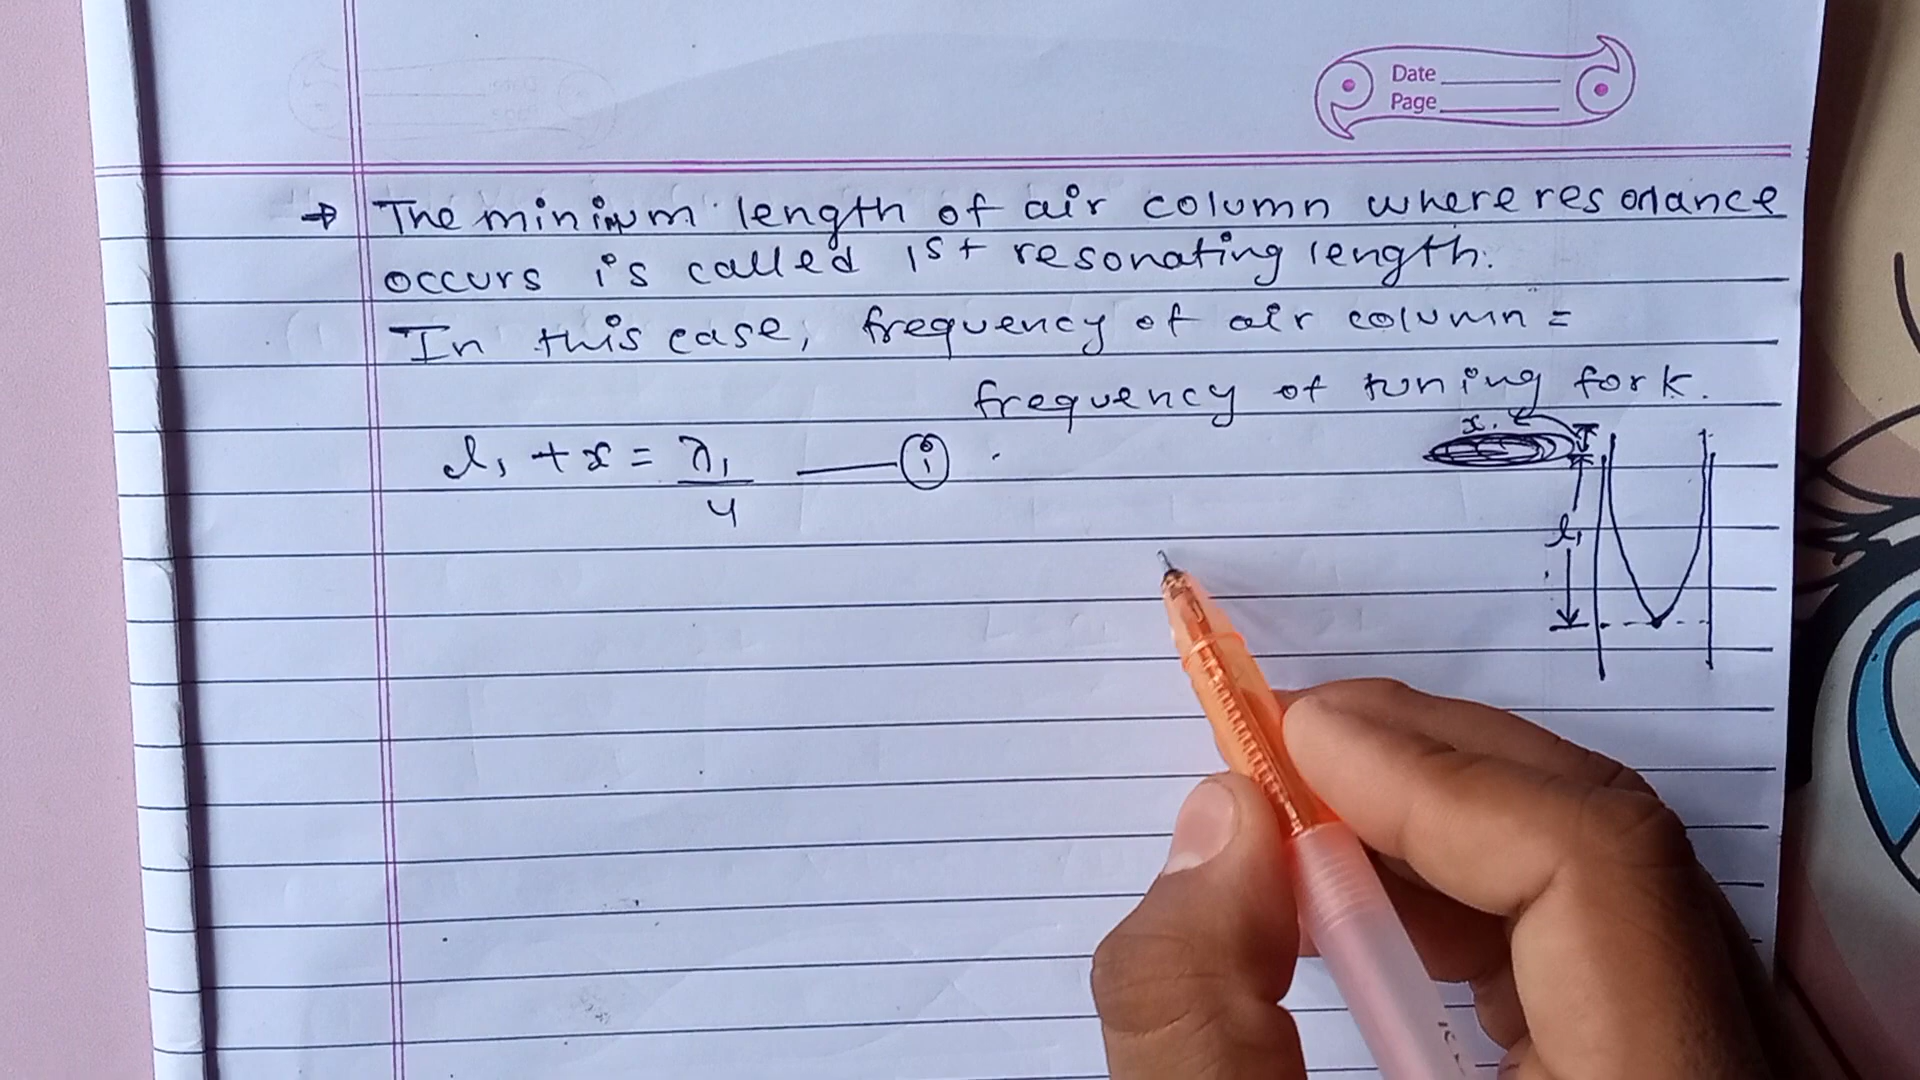 Date
Page
→ The minimum length of air column where resonance
occurs is called 1st resonating length.
In this case, frequency of air column =
frequency of tuning fork.
x.
l₁ + x = λ₁/4 —— (i)
l₁